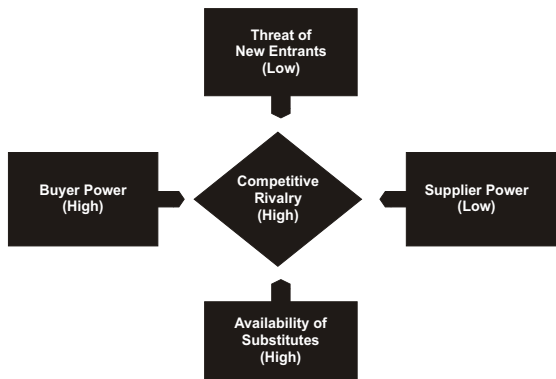 Threat of
New Entrants
(Low)
Buyer Power
(High)
Competitive
Rivalry
(High)
Supplier Power
(Low)
Availability of
Substitutes
(High)